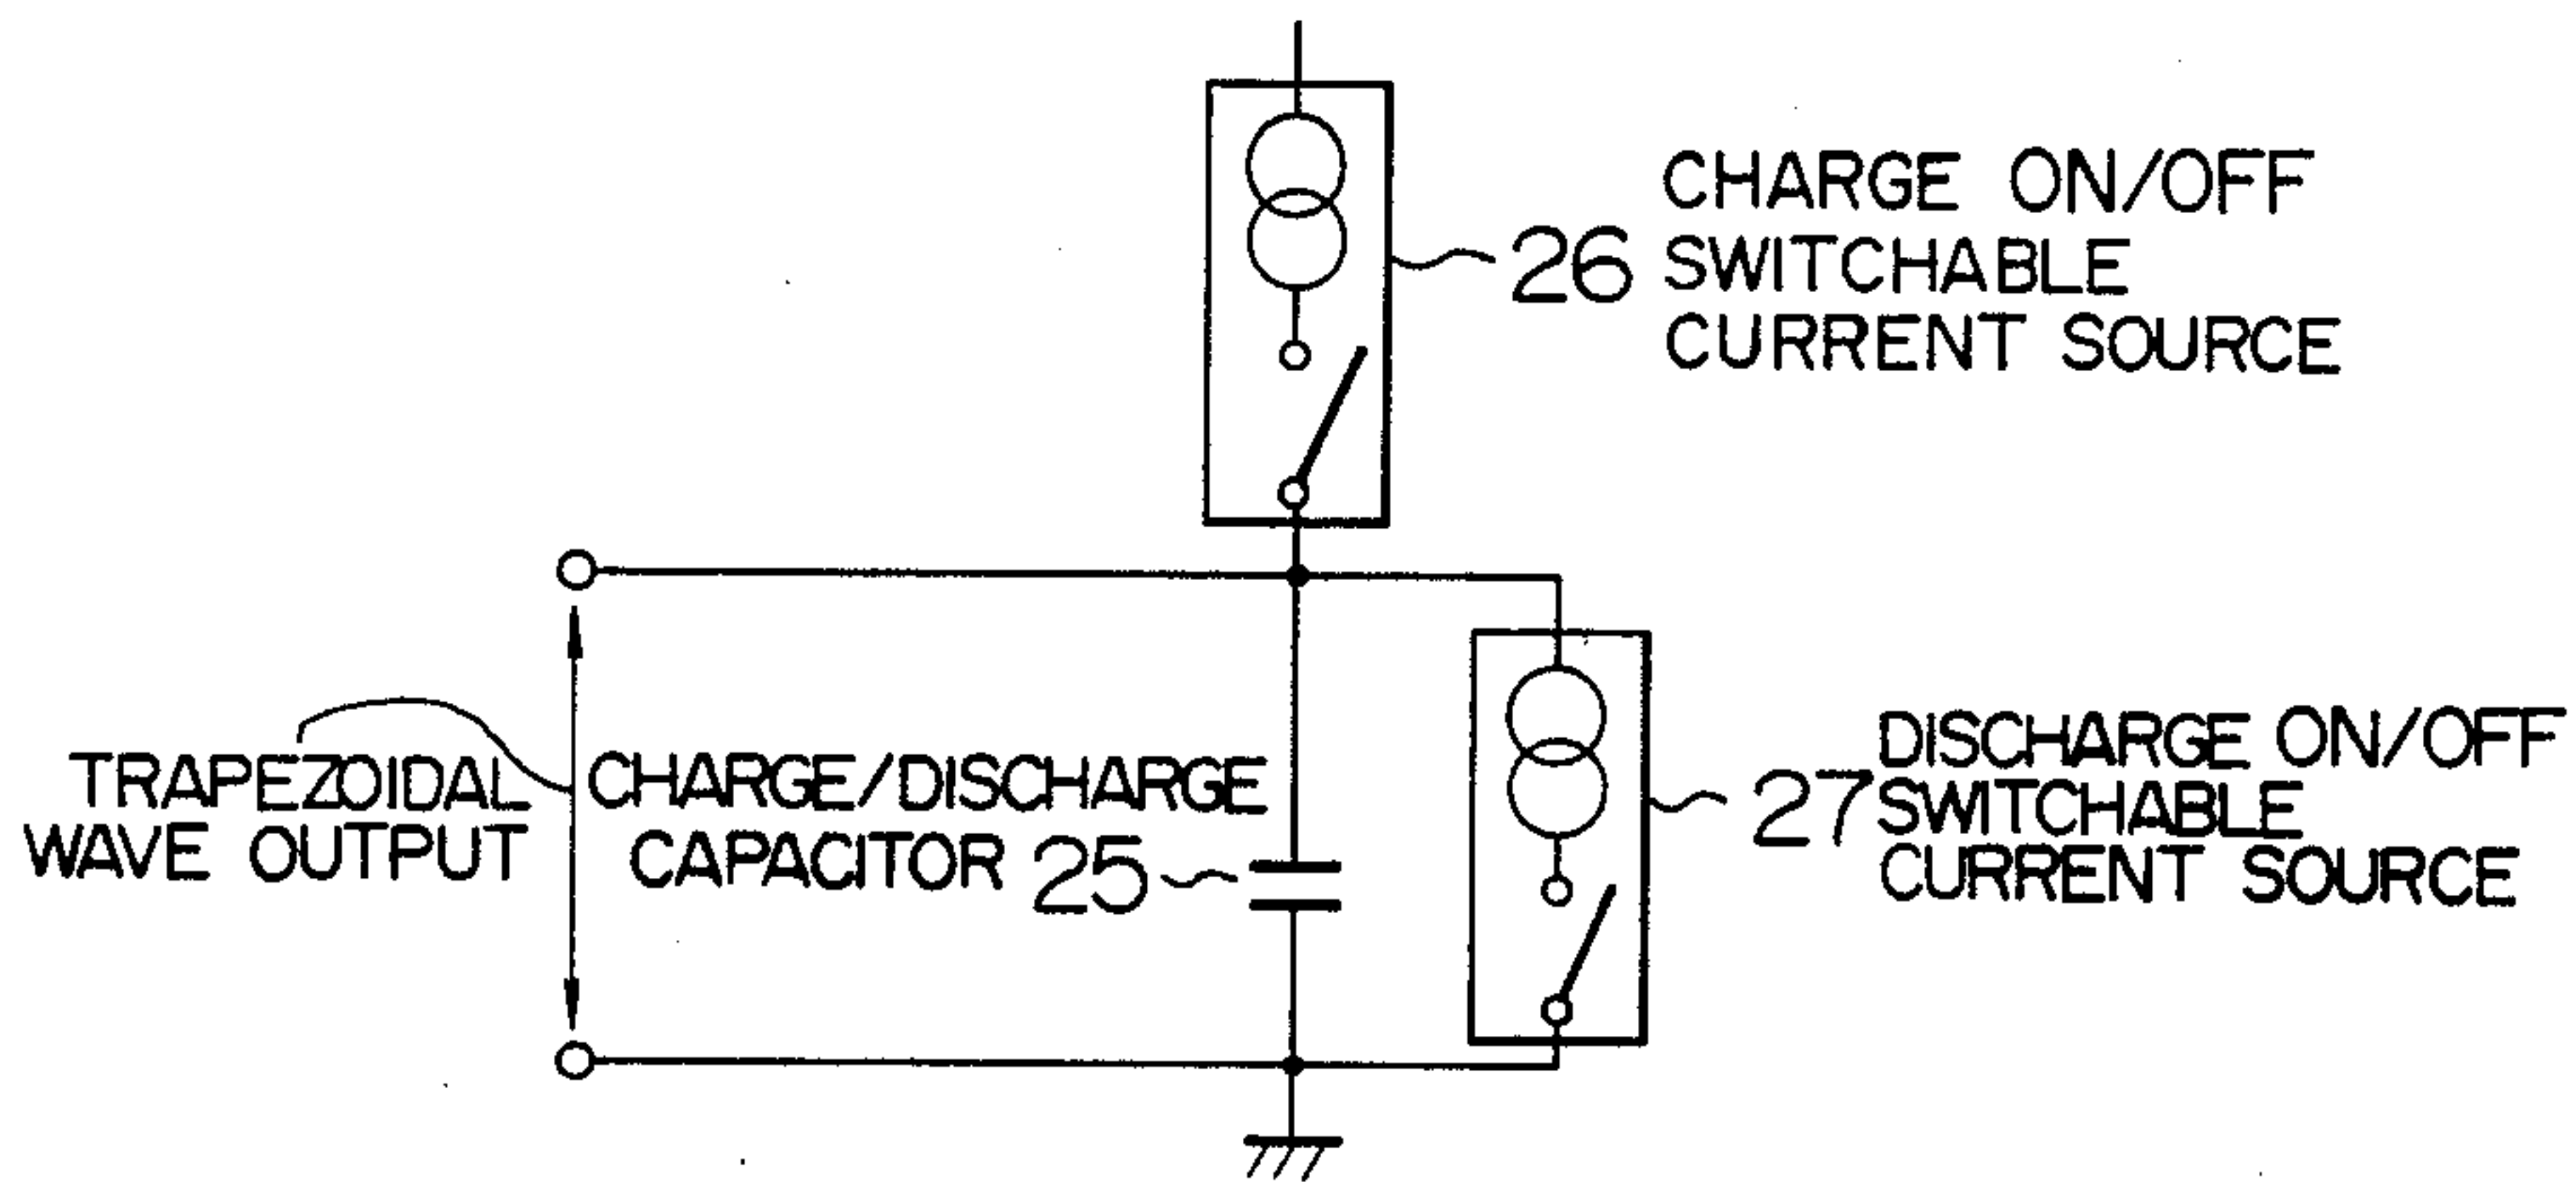 CHARGE ON/OFF
26 SWITCHABLE
CURRENT SOURCE
TRAPEZOIDAL
WAVE OUTPUT
CHARGE/DISCHARGE
CAPACITOR 25
DISCHARGE ON/OFF
27 SWITCHABLE
CURRENT SOURCE